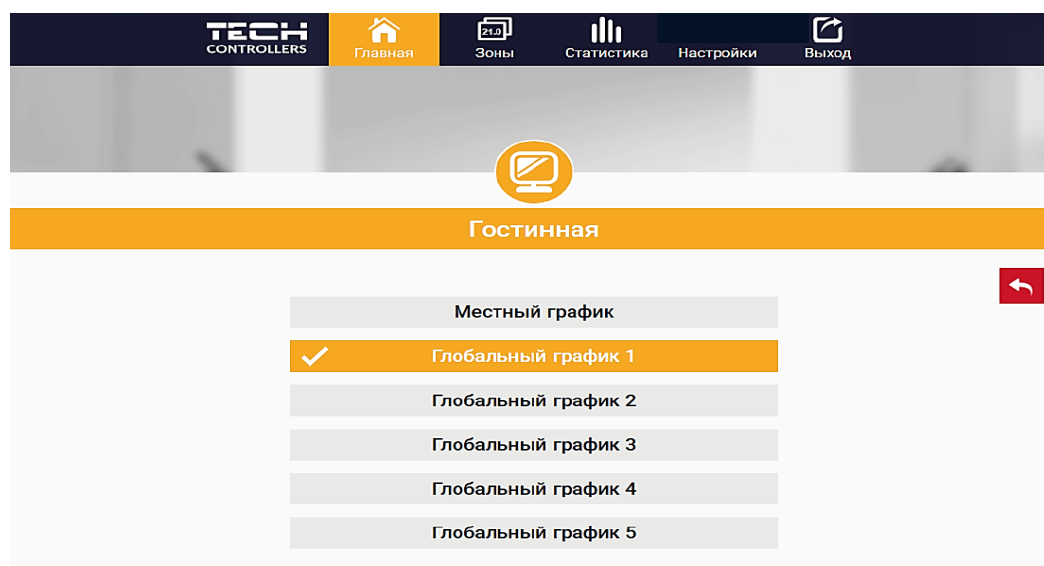 TECH
CONTROLLERS
Главная
21.0
Зоны
Статистика
Настройки
Выход
Гостинная
Местный график
Глобальный график 1
Глобальный график 2
Глобальный график 3
Глобальный график 4
Глобальный график 5